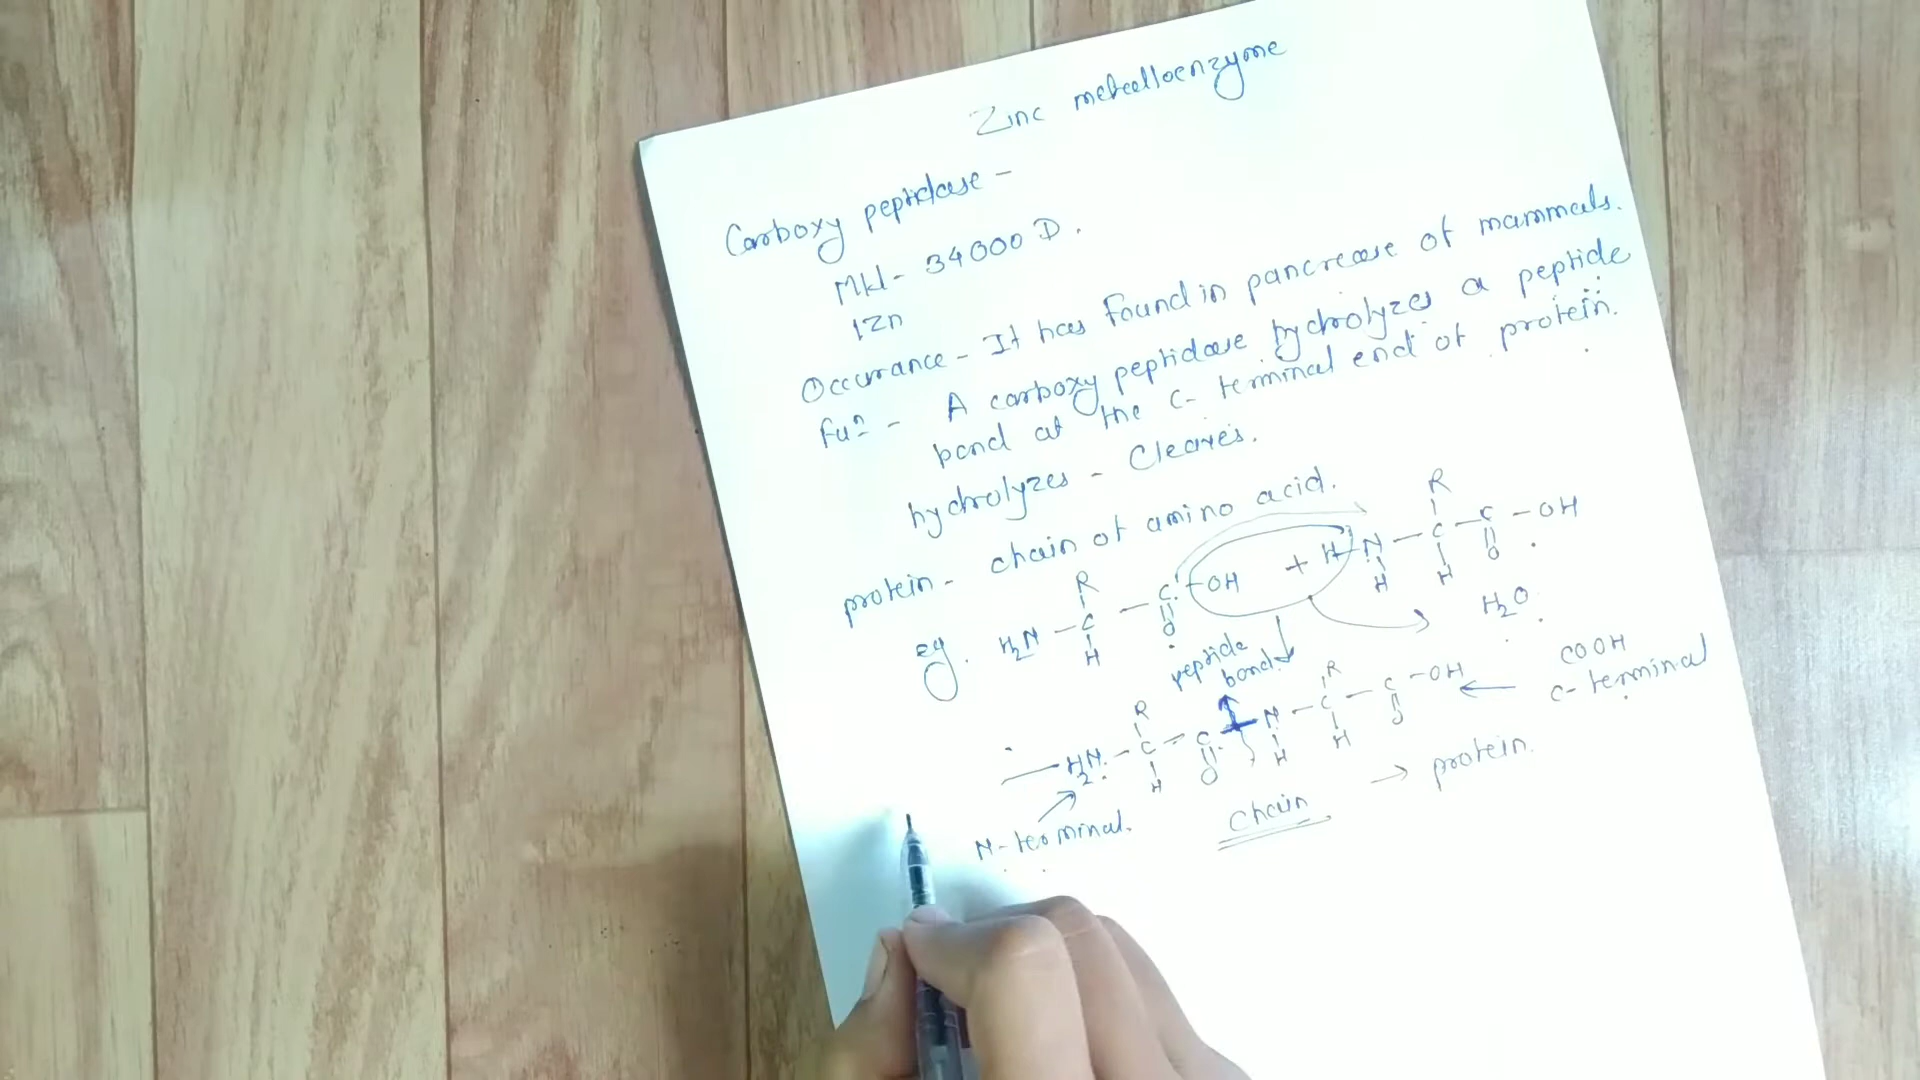 Zinc metalloenzyme
Carboxy peptidase -
MW - 34000 D.
1Zn
Occurrance - It has found in pancrease of mammals.
fun - A carboxy peptidase hydrolyzes a peptide
bond at the C- terminal end of protein.
hydrolyzes - Cleaves.
protein - chain of amino acid.
eg. H2N - C - C - OH + H - N - C - C - OH
R H O H R H O
H2O
peptide
bond
COOH
C- terminal
H2N - C - C - N - C - C - OH
R H O H R H O
N- terminal.
Chain → protein.